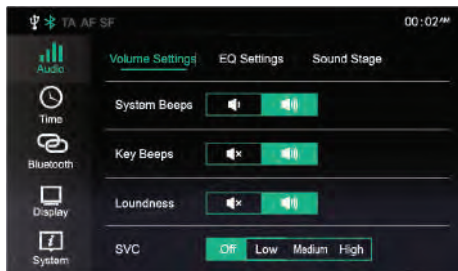 TA AF SF 00:02AM
Audio
Volume Settings EQ Settings Sound Stage
System Beeps
Time
Key Beeps
Bluetooth
Loudness
Display
SVC Off Low Medium High
System